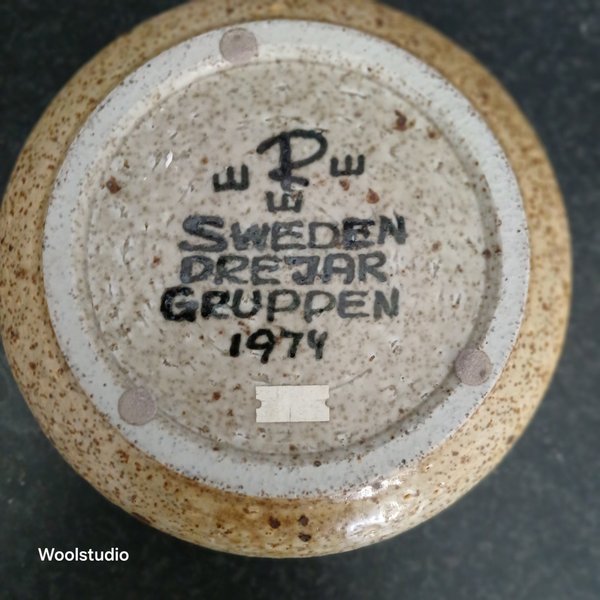 P
E E
E
SWEDEN
DREJAR
GRUPPEN
1974
Woolstudio